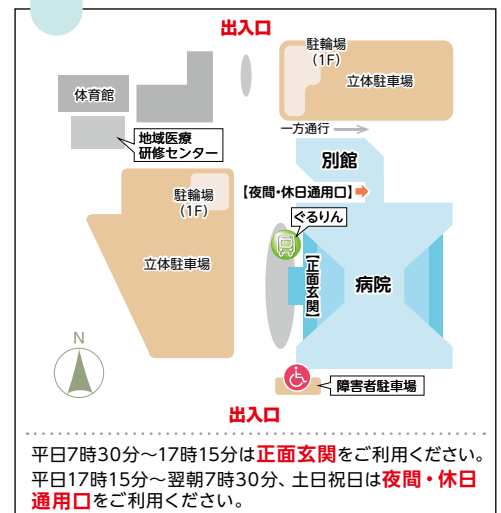 出入口
駐輪場
(1F)
立体駐車場
体育館
一方通行
地域医療
研修センター
別館
駐輪場
(1F)
【夜間・休日通用口】
ぐるりん
立体駐車場
【正面玄関】
病院
N
障害者駐車場
出入口
平日7時30分～17時15分は正面玄関をご利用ください。
平日17時15分～翌朝7時30分、土日祝日は夜間・休日
通用口をご利用ください。